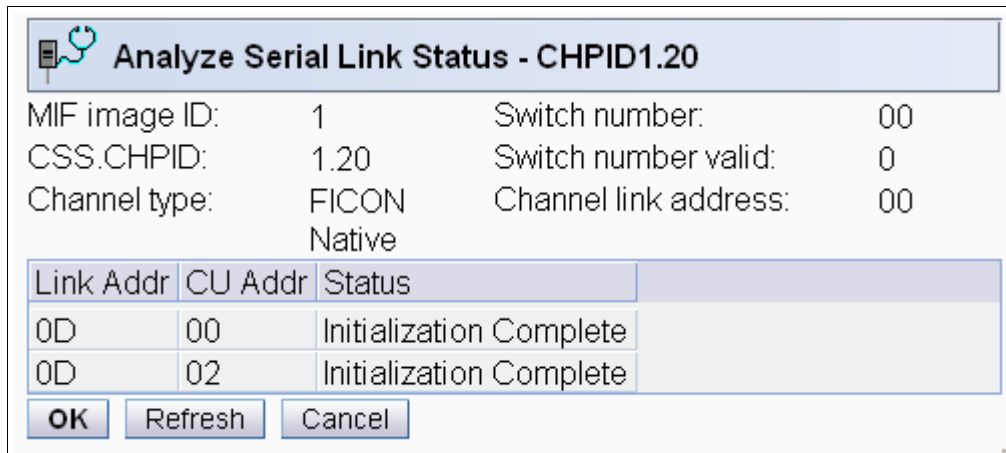 Analyze Serial Link Status - CHPID1.20
MIF image ID: 1 Switch number: 00
CSS.CHPID: 1.20 Switch number valid: 0
Channel type: FICON Native Channel link address: 00
Link Addr CU Addr Status
0D 00 Initialization Complete
0D 02 Initialization Complete
OK Refresh Cancel